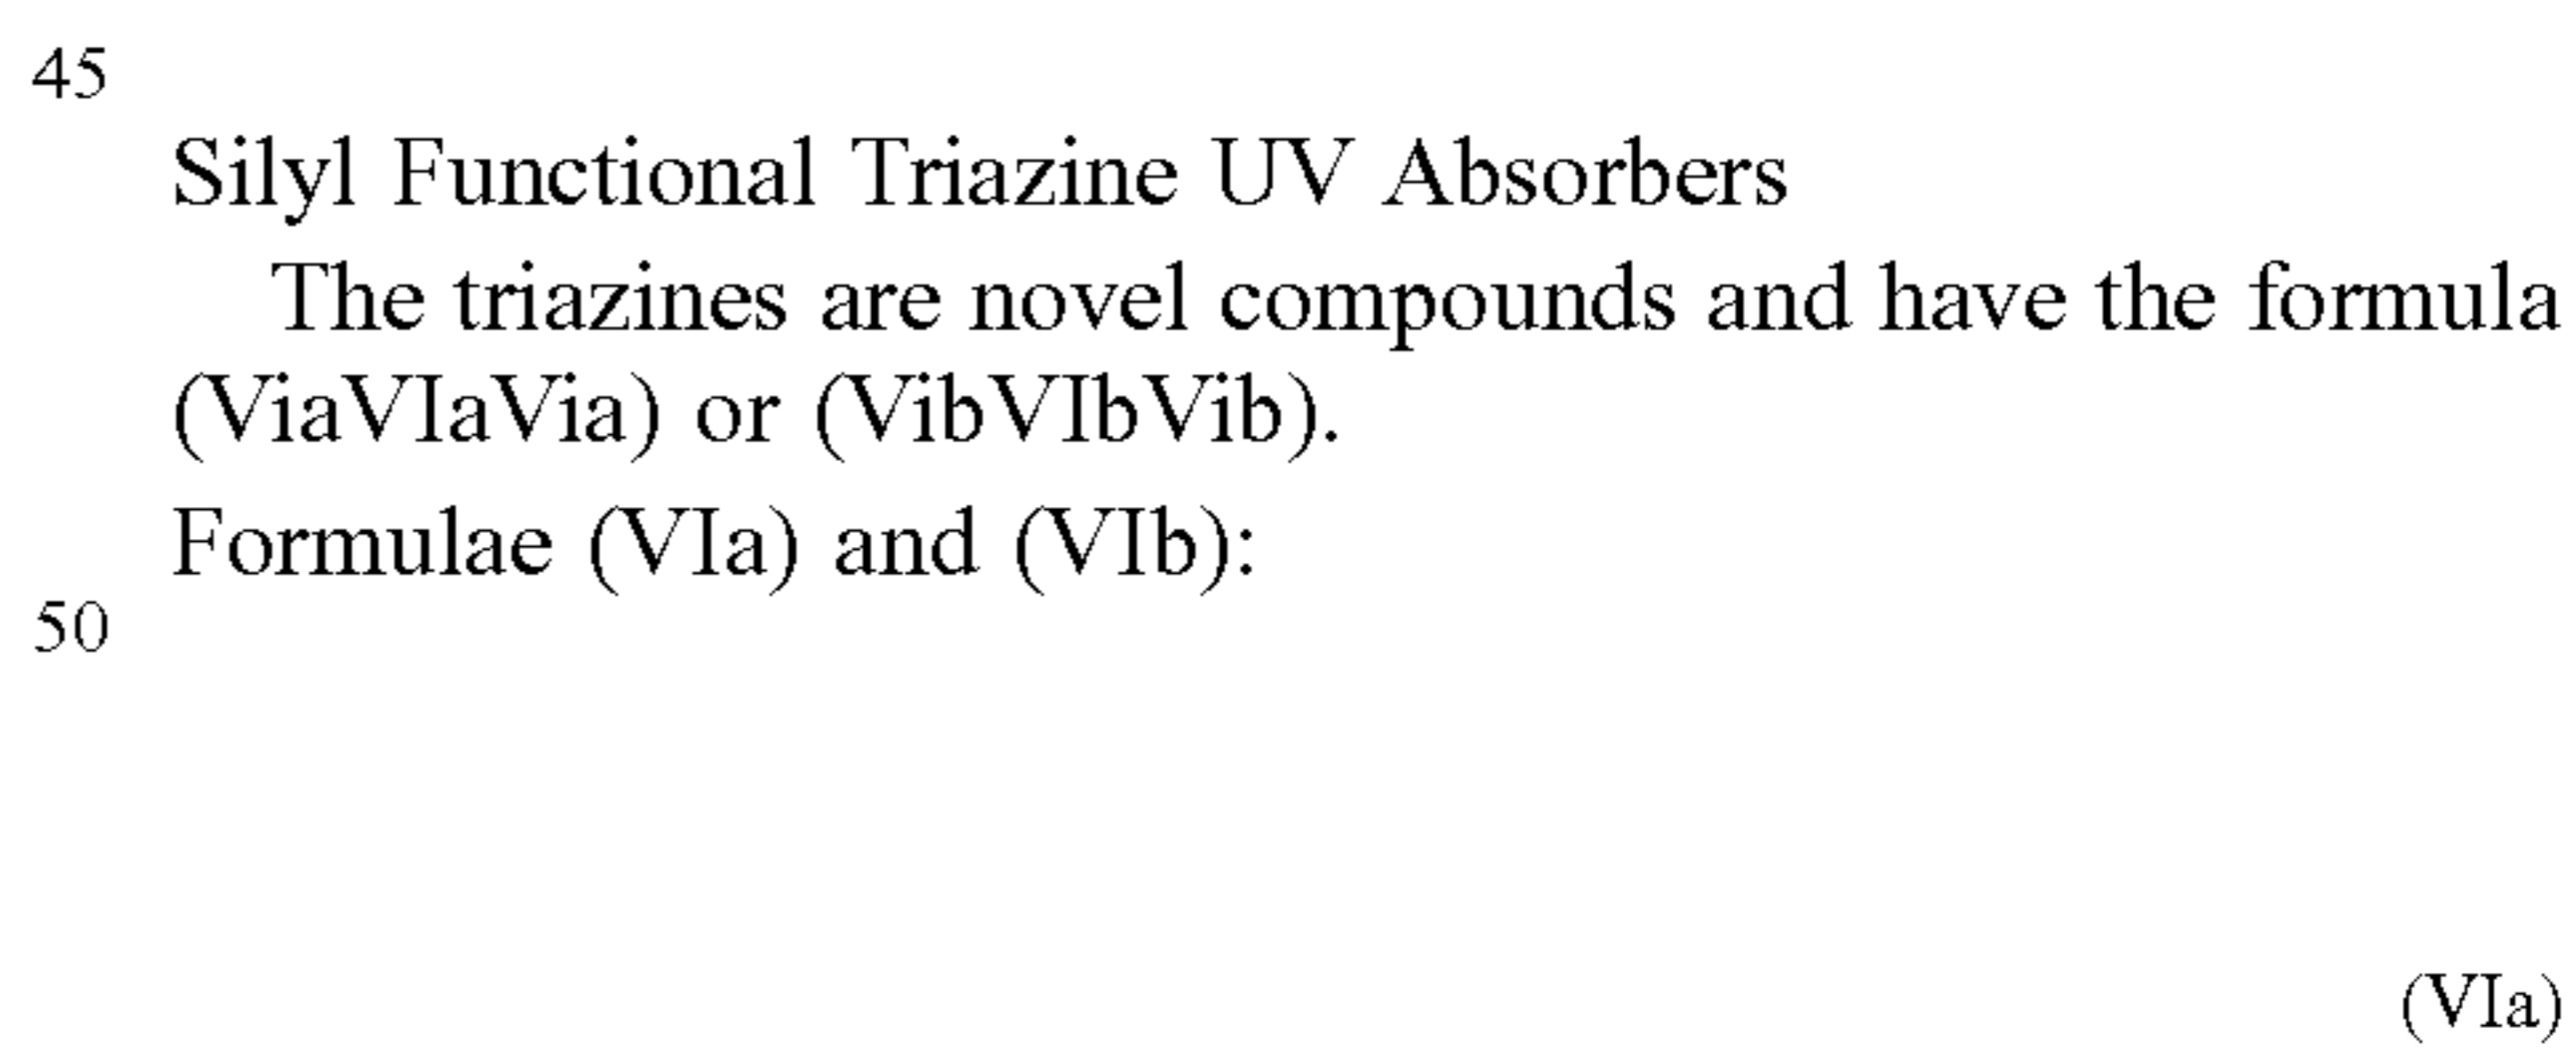 45
Silyl Functional Triazine UV Absorbers
The triazines are novel compounds and have the formula
(ViaVIaVia) or (VibVIbVib).
Formulae (VIa) and (VIb):
50
(VIa)